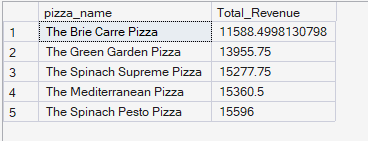 pizza_name Total_Revenue
1 The Brie Carre Pizza 11588.4998130798
2 The Green Garden Pizza 13955.75
3 The Spinach Supreme Pizza 15277.75
4 The Mediterranean Pizza 15360.5
5 The Spinach Pesto Pizza 15596